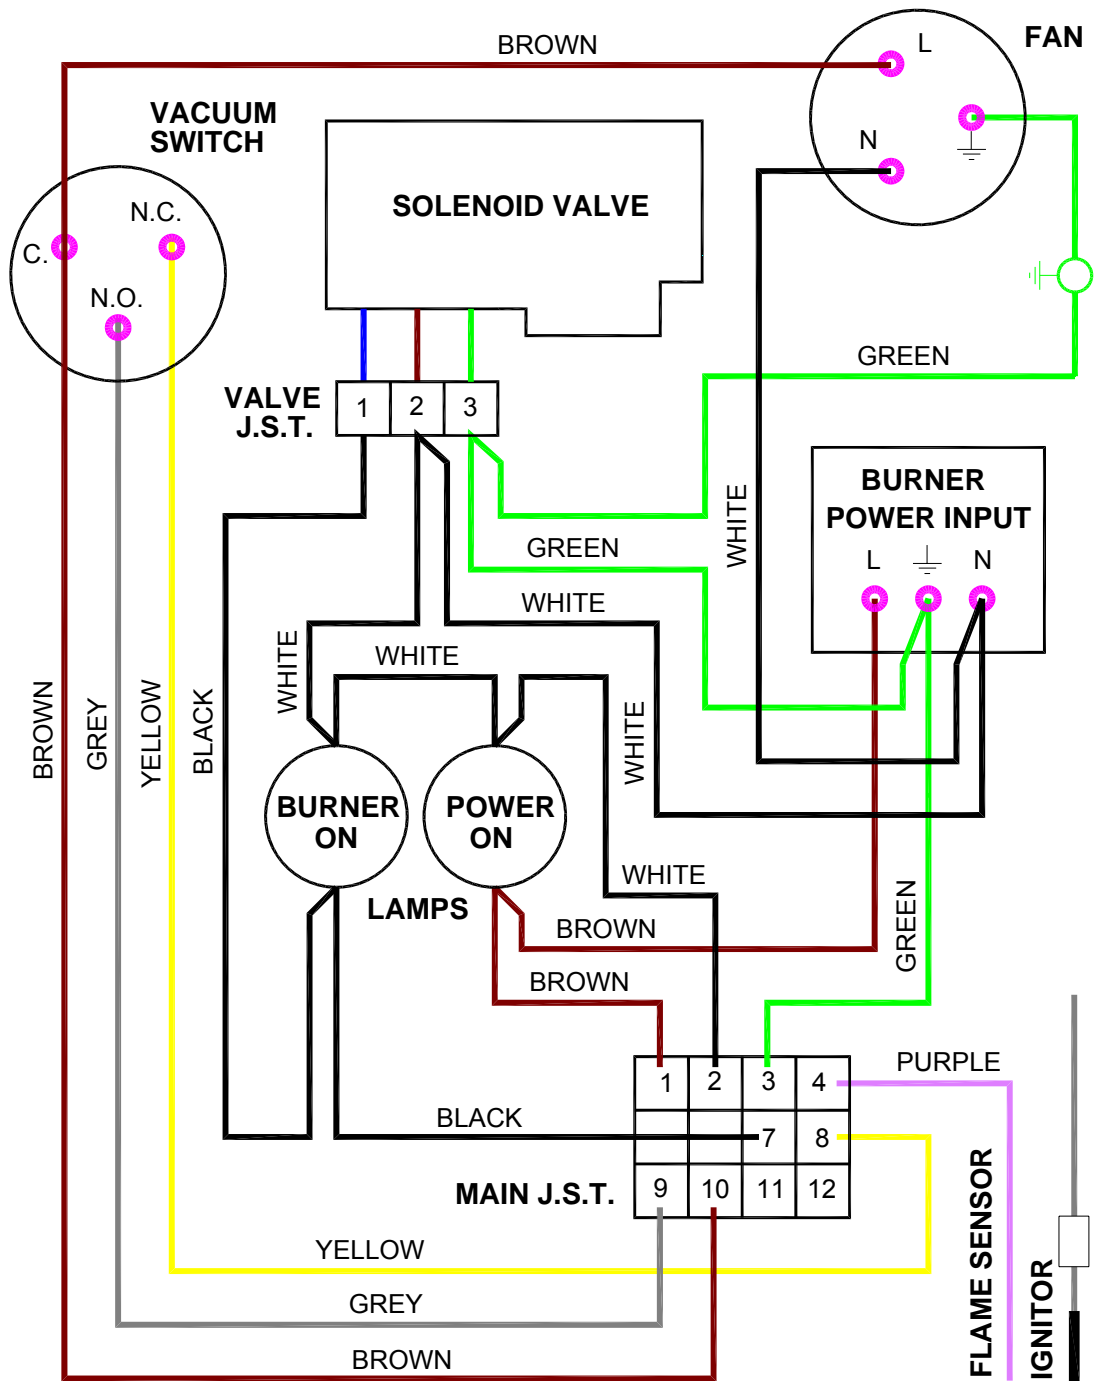 BROWN
L
FAN
VACUUM
SWITCH
N
SOLENOID VALVE
N.C.
C.
N.O.
GREEN
VALVE
J.S.T.
1
2
3
BURNER
POWER INPUT
WHITE
L
N
GREEN
WHITE
WHITE
WHITE
BROWN
GREY
YELLOW
BLACK
WHITE
BURNER
ON
POWER
ON
LAMPS
WHITE
BROWN
GREEN
BROWN
PURPLE
1
2
3
4
BLACK
7
8
MAIN J.S.T.
9
10
11
12
YELLOW
GREY
BROWN
FLAME SENSOR
IGNITOR